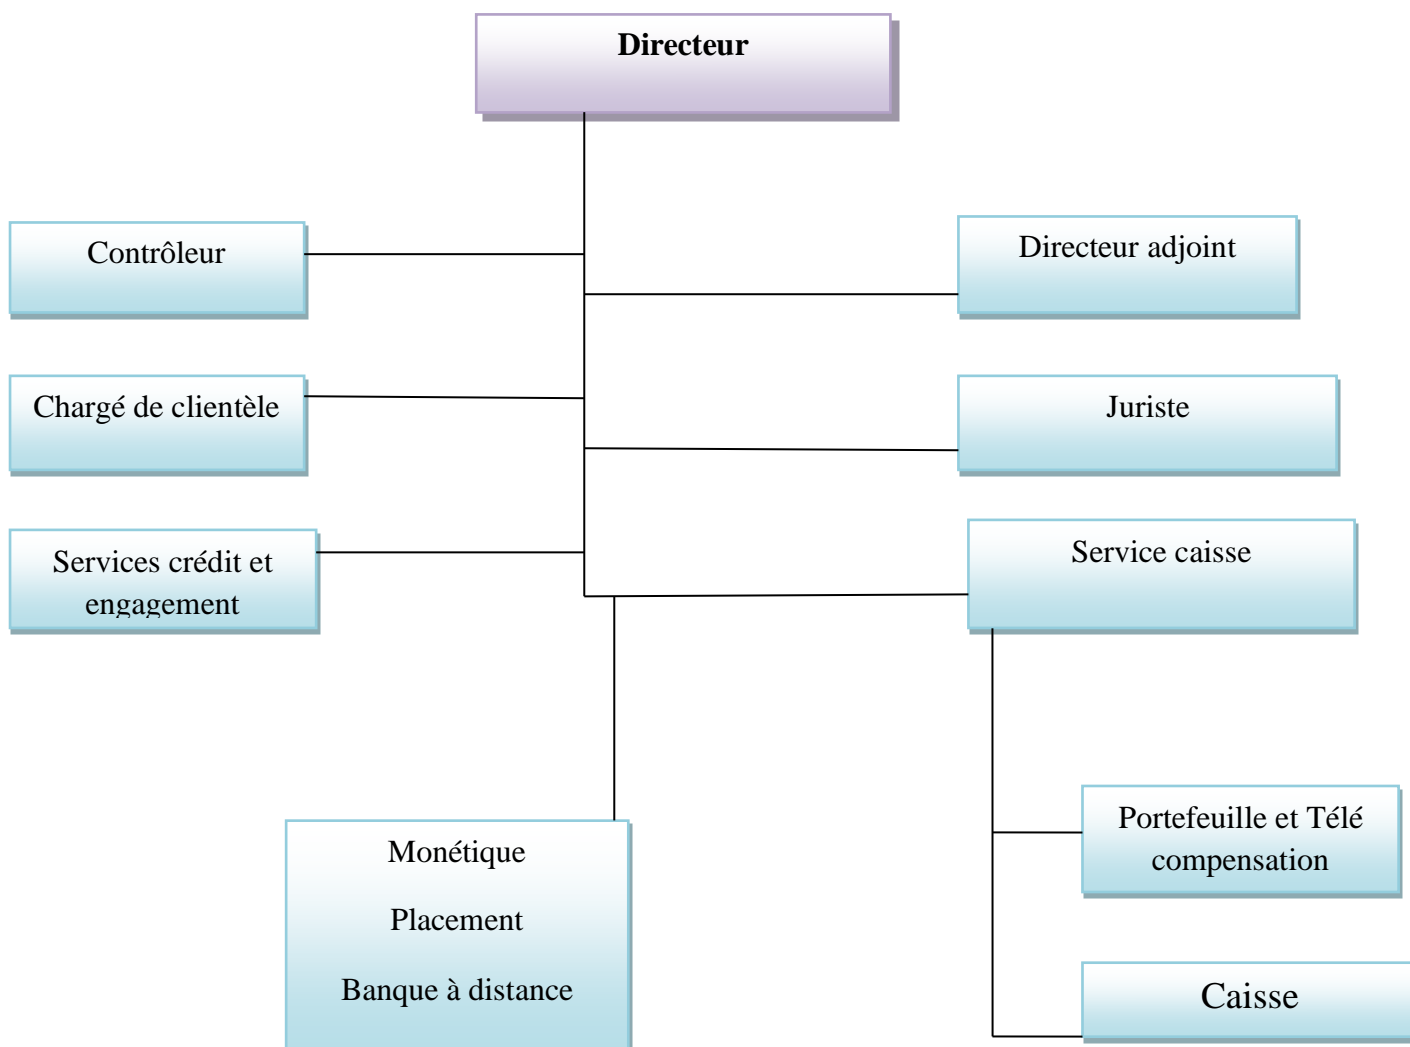 Directeur
Contrôleur
Directeur adjoint
Chargé de clientèle
Juriste
Services crédit et
engagement
Service caisse
Portefeuille et Télé
compensation
Monétique
Placement
Banque à distance
Caisse